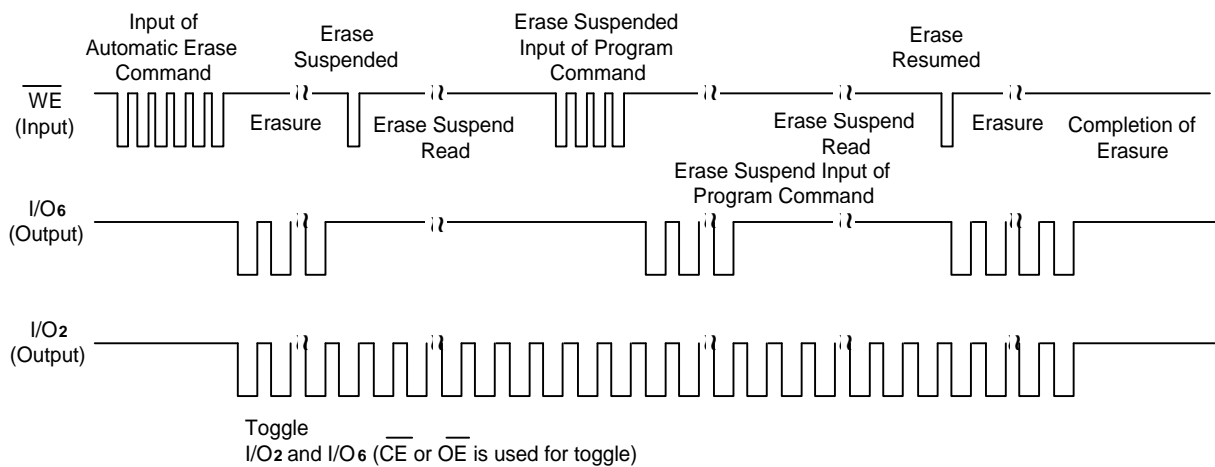 Input of
Automatic Erase
Command
Erase
Suspended
Erase Suspended
Input of Program
Command
Erase
Resumed
WE
(Input)
Erasure
Erase Suspend
Read
Erase Suspend
Read
Erasure
Completion of
Erasure
Erase Suspend Input of
Program Command
I/O6
(Output)
I/O2
(Output)
Toggle
I/O2 and I/O6 (CE or OE is used for toggle)